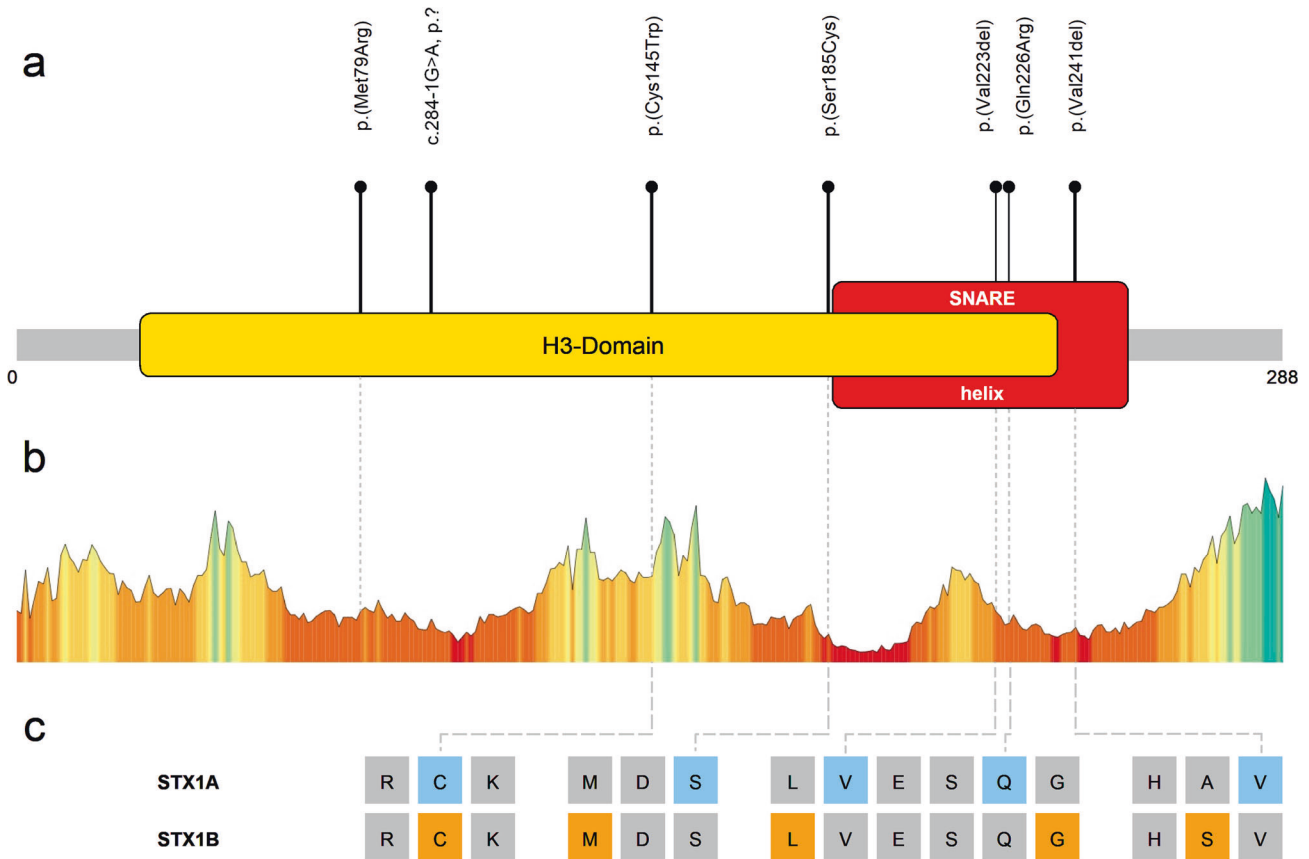 a
p.(Met79Arg)
c.284-1G>A, p.?
p.(Cys145Trp)
p.(Ser185Cys)
p.(Val223del)
p.(Gln226Arg)
p.(Val241del)
SNARE
H3-Domain
helix
0
288
b
c
STX1A R C K M D S L V E S Q G H A V
STX1B R C K M D S L V E S Q G H S V